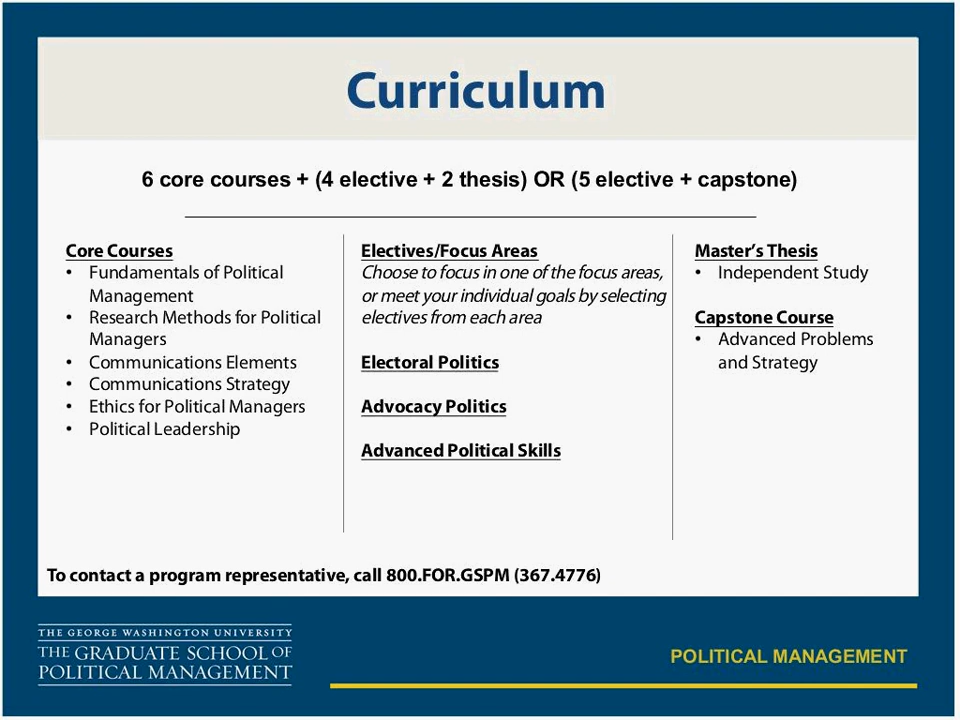 Curriculum
6 core courses + (4 elective + 2 thesis) OR (5 elective + capstone)
Core Courses
• Fundamentals of Political
Management
• Research Methods for Political
Managers
• Communications Elements
• Communications Strategy
• Ethics for Political Managers
• Political Leadership
Electives/Focus Areas
Choose to focus in one of the focus areas,
or meet your individual goals by selecting
electives from each area
Electoral Politics
Advocacy Politics
Advanced Political Skills
Master’s Thesis
• Independent Study
Capstone Course
• Advanced Problems
and Strategy
To contact a program representative, call 800.FOR.GSPM (367.4776)
THE GEORGE WASHINGTON UNIVERSITY
THE GRADUATE SCHOOL OF
POLITICAL MANAGEMENT
POLITICAL MANAGEMENT